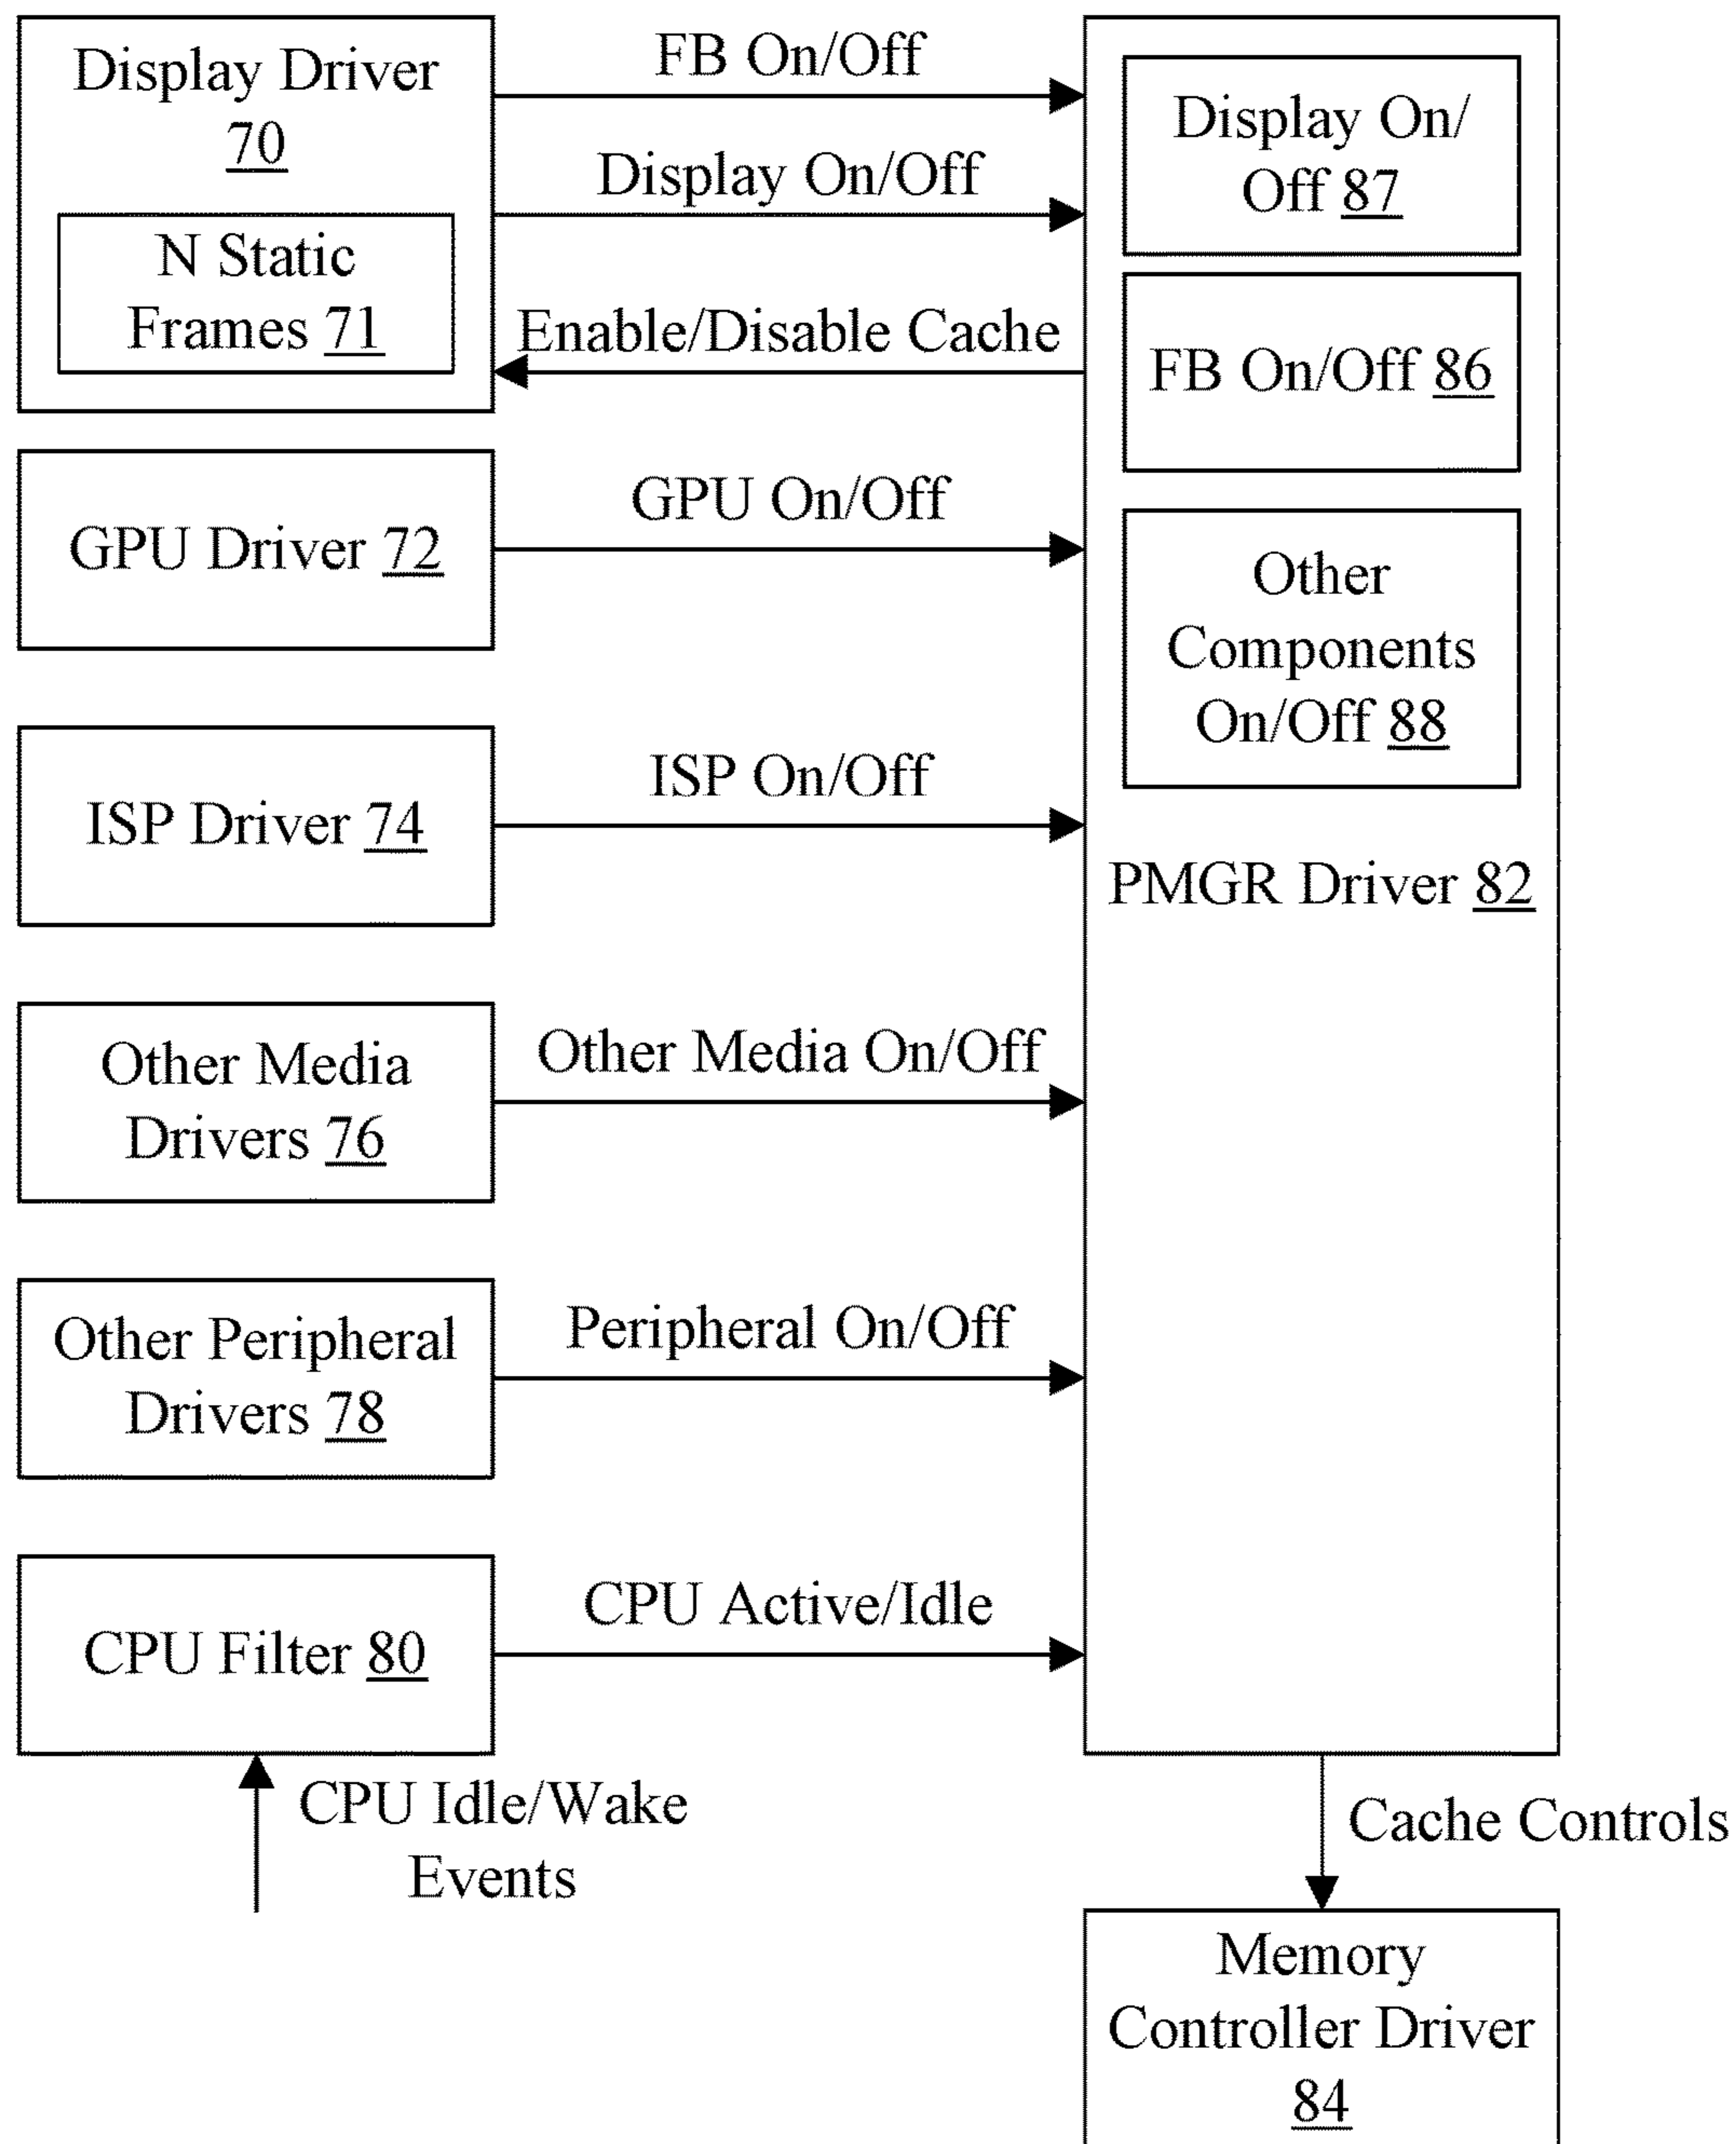 Display Driver
70
N Static
Frames 71
FB On/Off
Display On/Off
Enable/Disable Cache
Display On/
Off 87
FB On/Off 86
Other
Components
On/Off 88
PMGR Driver 82
GPU Driver 72
GPU On/Off
ISP Driver 74
ISP On/Off
Other Media
Drivers 76
Other Media On/Off
Other Peripheral
Drivers 78
Peripheral On/Off
CPU Filter 80
CPU Active/Idle
CPU Idle/Wake
Events
Cache Controls
Memory
Controller Driver
84